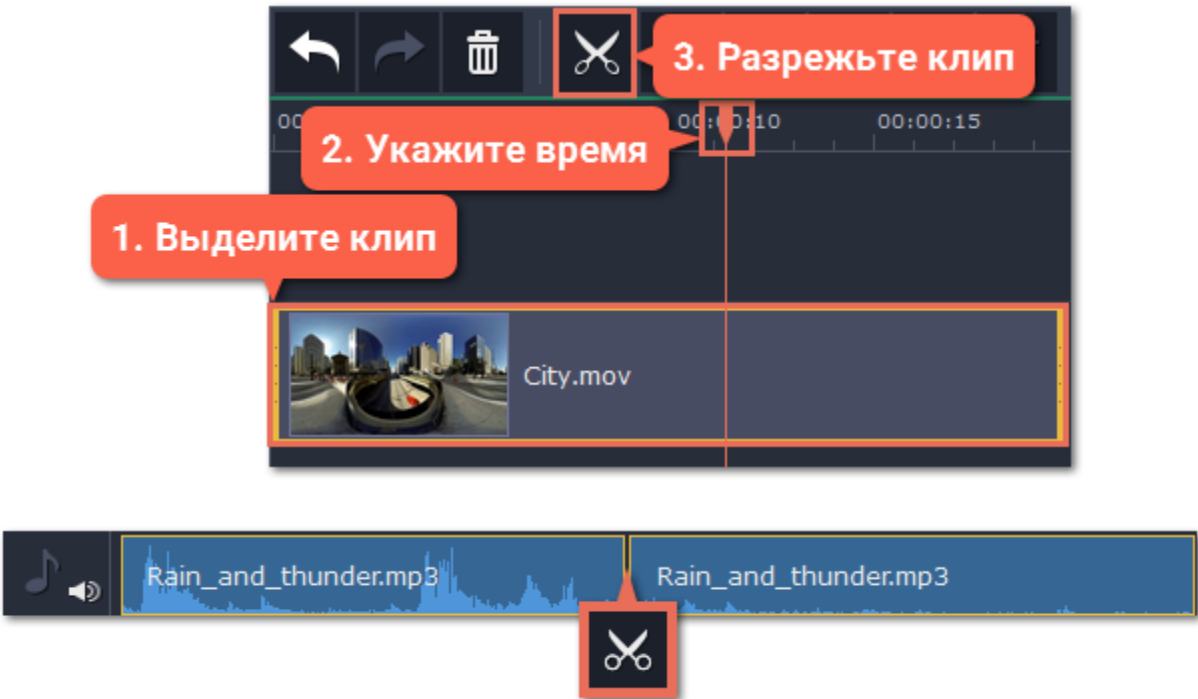 3. Разрежьте клип
00:00:10 00:00:15
2. Укажите время
1. Выделите клип
City.mov
Rain_and_thunder.mp3 Rain_and_thunder.mp3